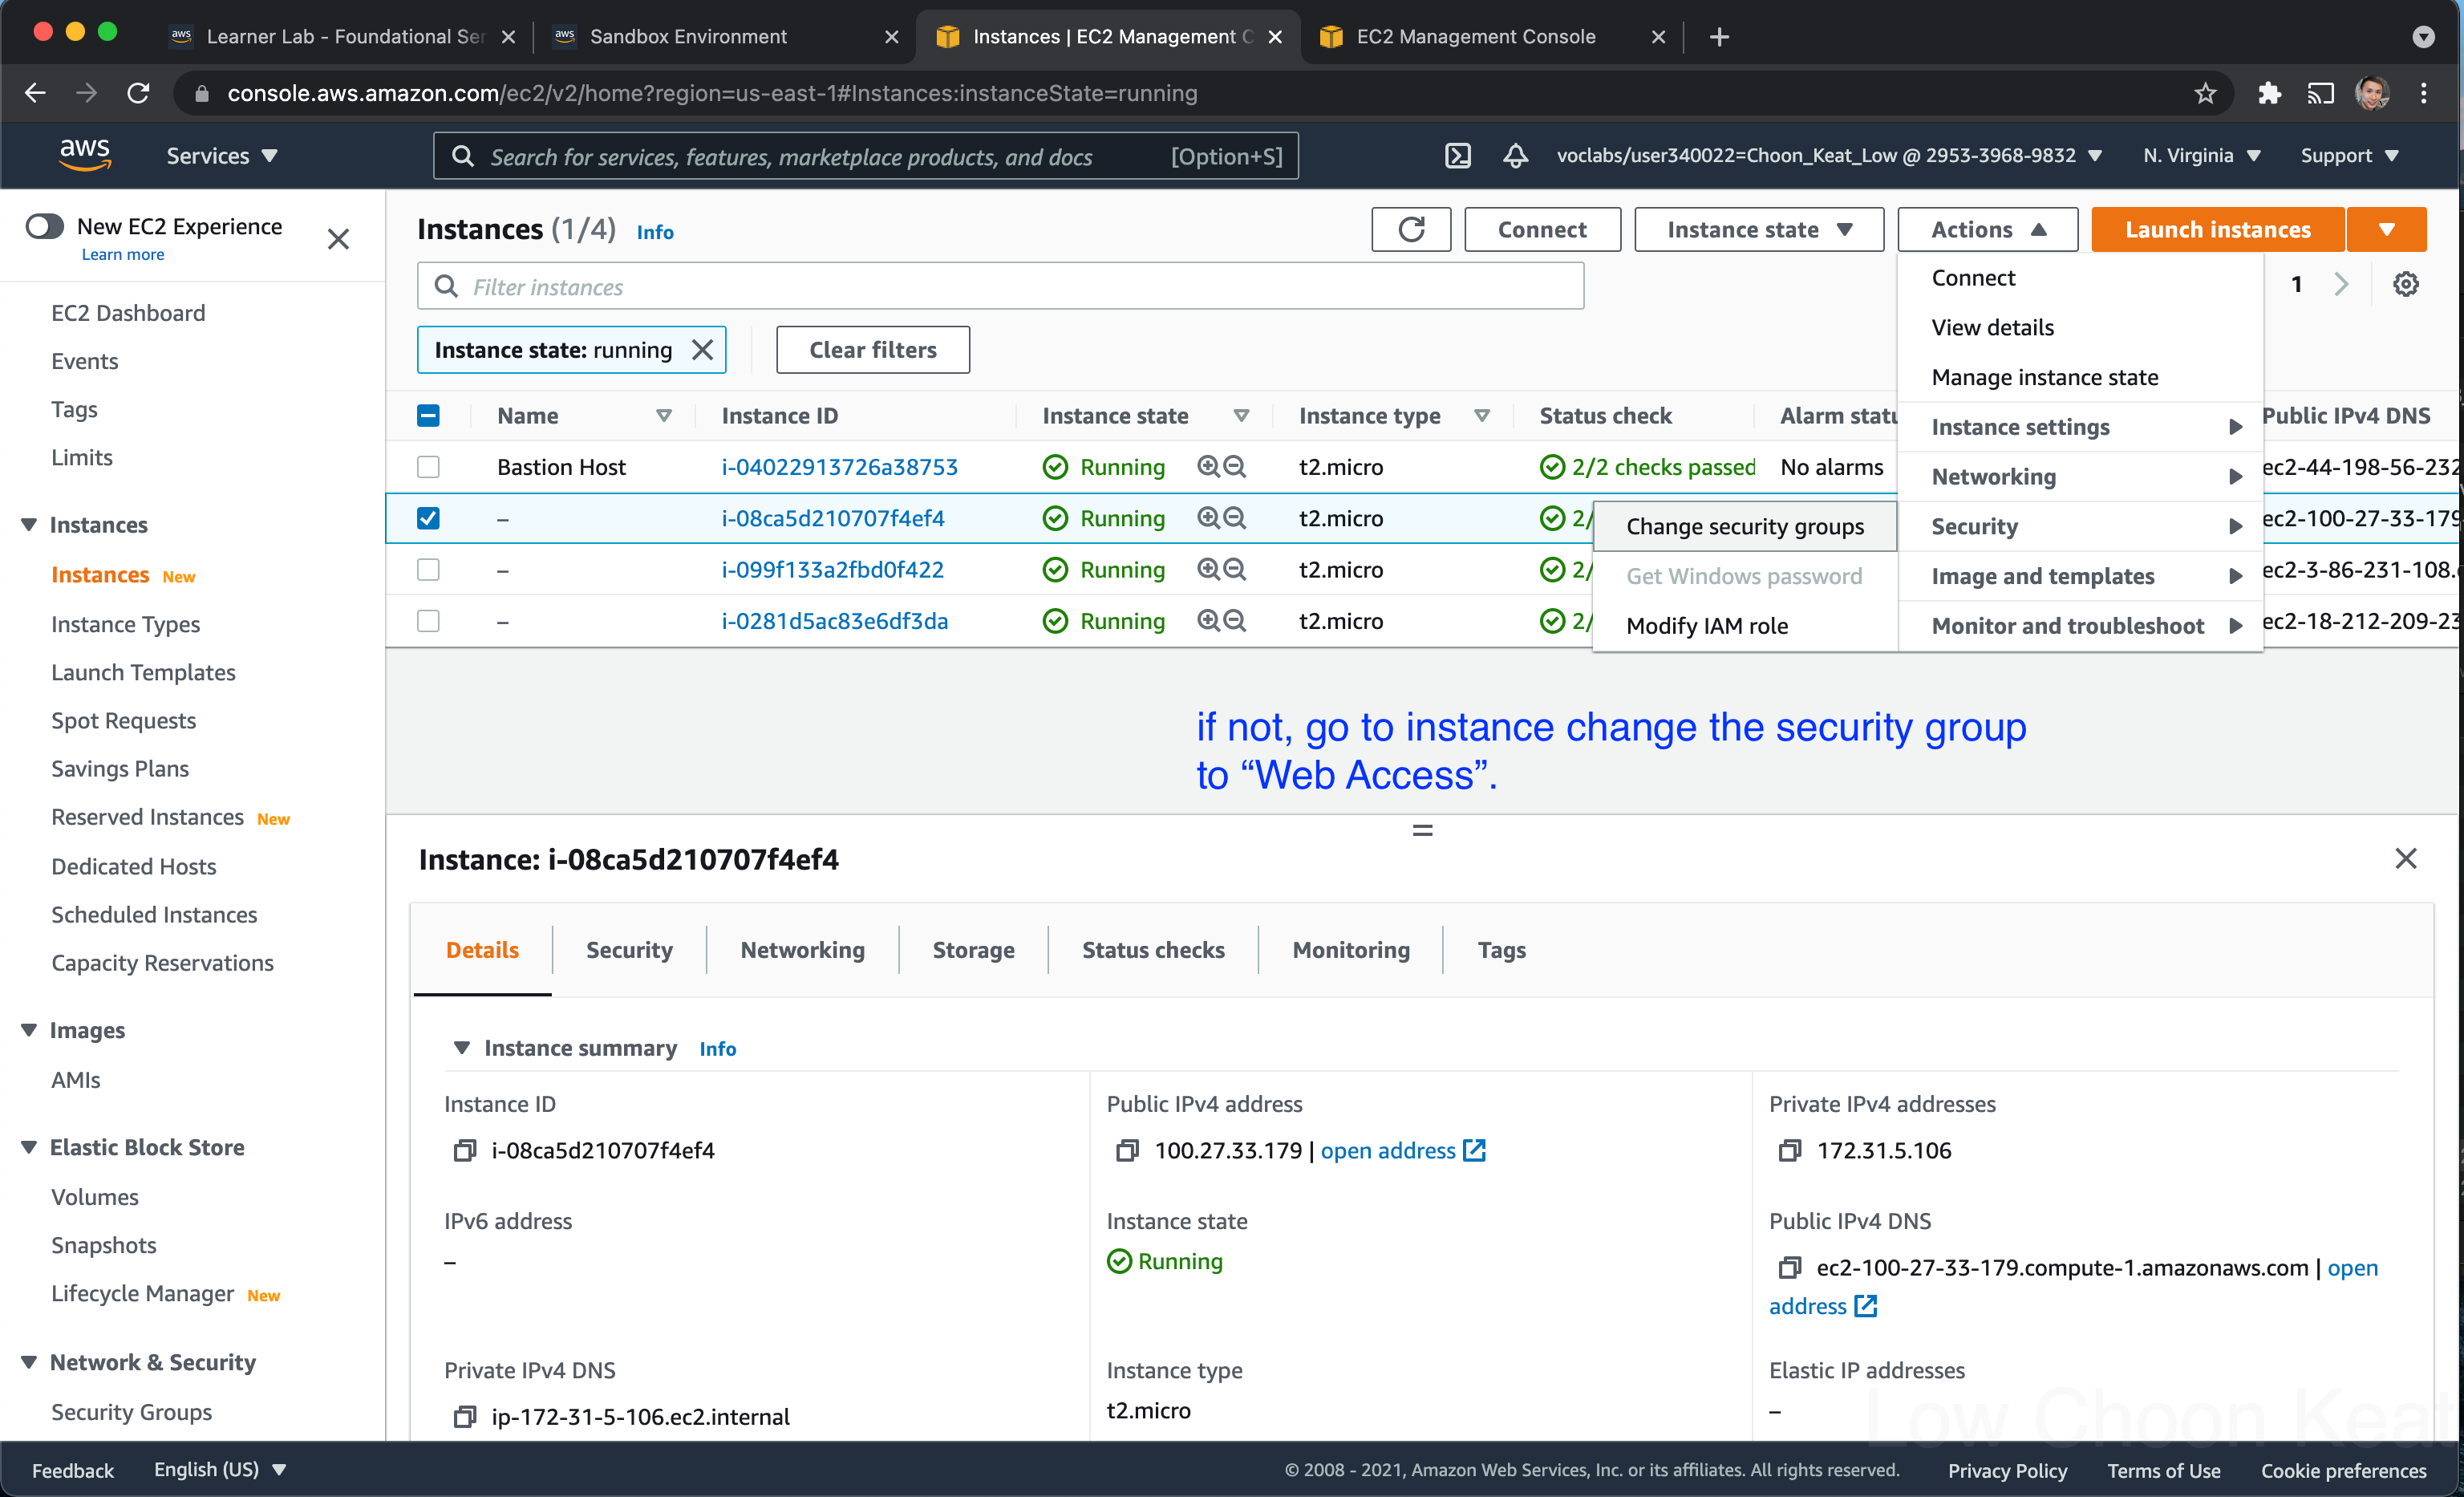 Learner Lab - Foundational Ser
Sandbox Environment
Instances | EC2 Management C
EC2 Management Console
console.aws.amazon.com/ec2/v2/home?region=us-east-1#Instances:instanceState=running
aws
Services
Search for services, features, marketplace products, and docs
[Option+S]
voclabs/user340022=Choon_Keat_Low @ 2953-3968-9832
N. Virginia
Support
New EC2 Experience
Learn more
EC2 Dashboard
Events
Tags
Limits
Instances
Instances New
Instance Types
Launch Templates
Spot Requests
Savings Plans
Reserved Instances New
Dedicated Hosts
Scheduled Instances
Capacity Reservations
Images
AMIs
Elastic Block Store
Volumes
Snapshots
Lifecycle Manager New
Network & Security
Security Groups
Instances (1/4) Info
Connect
Instance state
Actions
Launch instances
Filter instances
1
Instance state: running
Clear filters
Connect
View details
Manage instance state
Instance settings
Networking
Security
Image and templates
Monitor and troubleshoot
Change security groups
Get Windows password
Modify IAM role
Name Instance ID Instance state Instance type Status check Alarm statu Public IPv4 DNS
Bastion Host i-04022913726a38753 Running t2.micro 2/2 checks passed No alarms ec2-44-198-56-232
– i-08ca5d210707f4ef4 Running t2.micro 2/ ec2-100-27-33-179
– i-099f133a2fbd0f422 Running t2.micro 2/ ec2-3-86-231-108.
– i-0281d5ac83e6df3da Running t2.micro 2/ ec2-18-212-209-23
if not, go to instance change the security group
to “Web Access”.
Instance: i-08ca5d210707f4ef4
Details
Security
Networking
Storage
Status checks
Monitoring
Tags
Instance summary Info
Instance ID
i-08ca5d210707f4ef4
Public IPv4 address
100.27.33.179 | open address
Private IPv4 addresses
172.31.5.106
IPv6 address
–
Instance state
Running
Public IPv4 DNS
ec2-100-27-33-179.compute-1.amazonaws.com | open
address
Private IPv4 DNS
ip-172-31-5-106.ec2.internal
Instance type
t2.micro
Elastic IP addresses
–
Low Choon Keat
Feedback
English (US)
© 2008 - 2021, Amazon Web Services, Inc. or its affiliates. All rights reserved.
Privacy Policy
Terms of Use
Cookie preferences